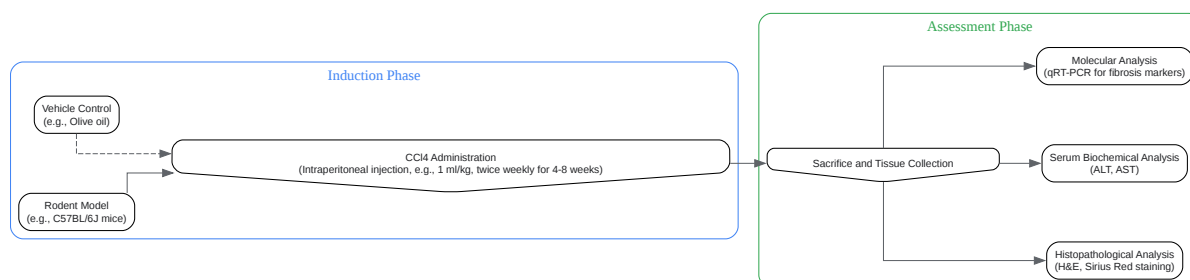 Induction Phase
Vehicle Control
(e.g., Olive oil)
Rodent Model
(e.g., C57BL/6J mice)
CCl4 Administration
(Intraperitoneal injection, e.g., 1 ml/kg, twice weekly for 4-8 weeks)
Assessment Phase
Sacrifice and Tissue Collection
Molecular Analysis
(qRT-PCR for fibrosis markers)
Serum Biochemical Analysis
(ALT, AST)
Histopathological Analysis
(H&E, Sirius Red staining)